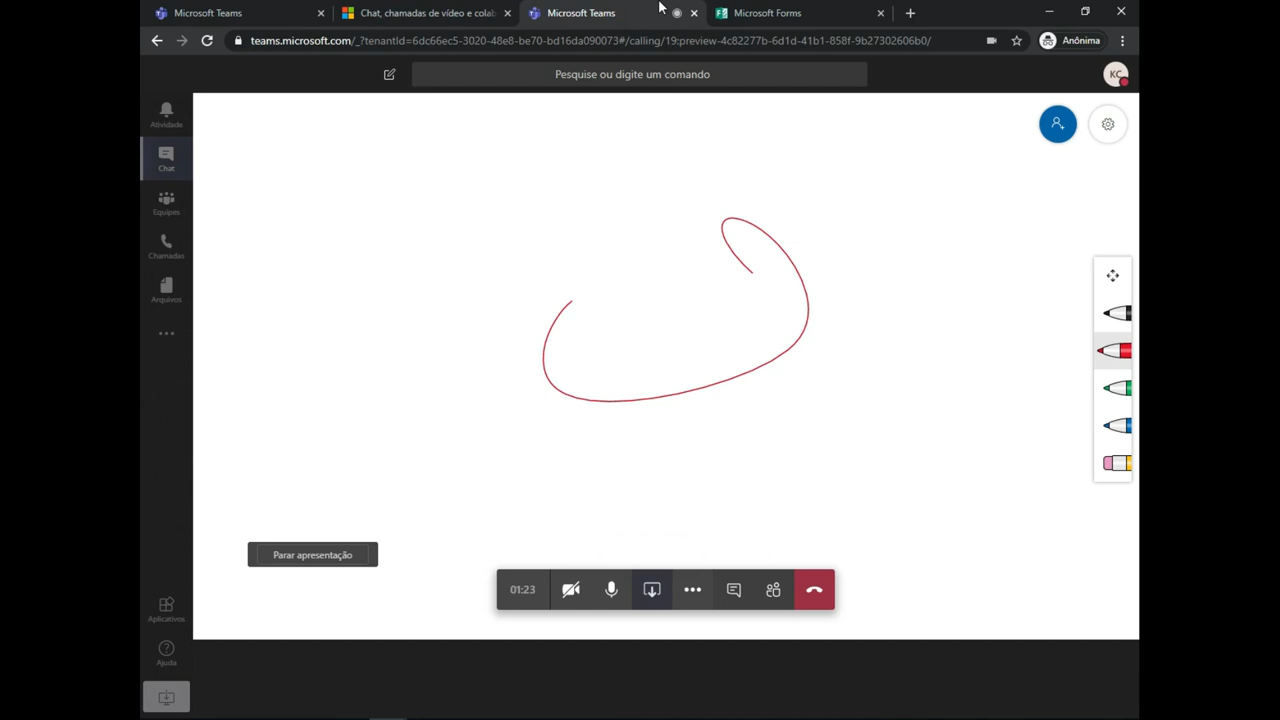 Microsoft Teams
Chat, chamadas de vídeo e colab
Microsoft Teams
Microsoft Forms
teams.microsoft.com/_?tenantId=6dc66ec5-3020-48e8-be70-bd16da090073#/calling/19:preview-4c82277b-6d1d-41b1-858f-9b27302606b0/
Anônima
Pesquise ou digite um comando
KC
Atividade
Chat
Equipes
Chamadas
Arquivos
Parar apresentação
01:23
Aplicativos
Ajuda